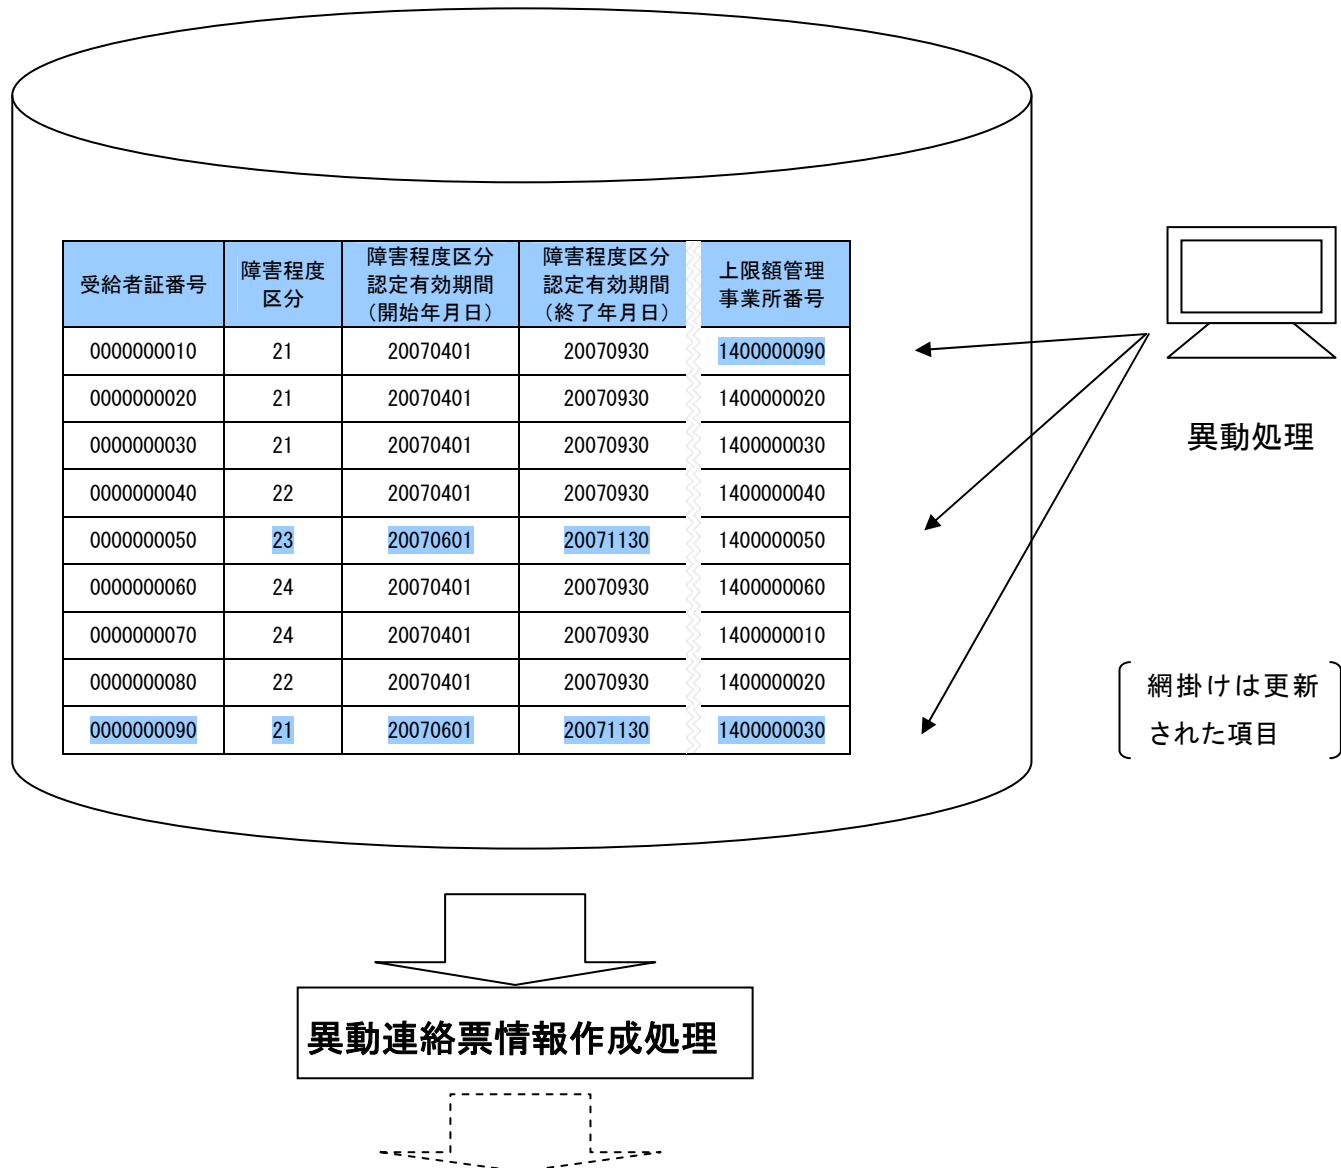 受給者証番号 障害程度区分 障害程度区分認定有効期間（開始年月日） 障害程度区分認定有効期間（終了年月日） 上限額管理事業所番号
0000000010 21 20070401 20070930 1400000090
0000000020 21 20070401 20070930 1400000020
0000000030 21 20070401 20070930 1400000030
0000000040 22 20070401 20070930 1400000040
0000000050 23 20070601 20071130 1400000050
0000000060 24 20070401 20070930 1400000060
0000000070 24 20070401 20070930 1400000010
0000000080 22 20070401 20070930 1400000020
0000000090 21 20070601 20071130 1400000030
異動処理
網掛けは更新
された項目
異動連絡票情報作成処理